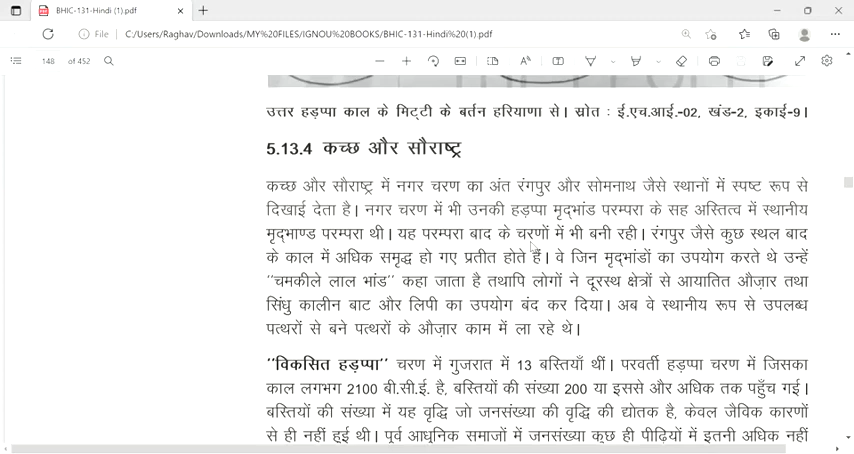 BHIC-131-Hindi (1).pdf
File
C:/Users/Raghav/Downloads/MY%20FILES/IGNOU%20BOOKS/BHIC-131-Hindi%20(1).pdf
148 of 452
उत्तर हड़प्पा काल के मिट्टी के बर्तन हरियाणा से। स्रोत : ई.एच.आई.-02, खंड-2, इकाई-9।
5.13.4 कच्छ और सौराष्ट्र
कच्छ और सौराष्ट्र में नगर चरण का अंत रंगपुर और सोमनाथ जैसे स्थानों में स्पष्ट रूप से
दिखाई देता है। नगर चरण में भी उनकी हड़प्पा मृद्भांड परम्परा के सह अस्तित्व में स्थानीय
मृद्भाण्ड परम्परा थी। यह परम्परा बाद के चरणों में भी बनी रही। रंगपुर जैसे कुछ स्थल बाद
के काल में अधिक समृद्ध हो गए प्रतीत होते हैं। वे जिन मृद्भांडों का उपयोग करते थे उन्हें
"चमकीले लाल भांड" कहा जाता है तथापि लोगों ने दूरस्थ क्षेत्रों से आयातित औज़ार तथा
सिंधु कालीन बाट और लिपी का उपयोग बंद कर दिया। अब वे स्थानीय रूप से उपलब्ध
पत्थरों से बने पत्थरों के औज़ार काम में ला रहे थे।
"विकसित हड़प्पा" चरण में गुजरात में 13 बस्तियाँ थीं। परवर्ती हड़प्पा चरण में जिसका
काल लगभग 2100 बी.सी.ई. है, बस्तियों की संख्या 200 या इससे और अधिक तक पहुँच गई।
बस्तियों की संख्या में यह वृद्धि जो जनसंख्या की वृद्धि की द्योतक है, केवल जैविक कारणों
से ही नहीं हुई थी। पूर्व आधुनिक समाजों में जनसंख्या कुछ ही पीढ़ियों में इतनी अधिक नहीं